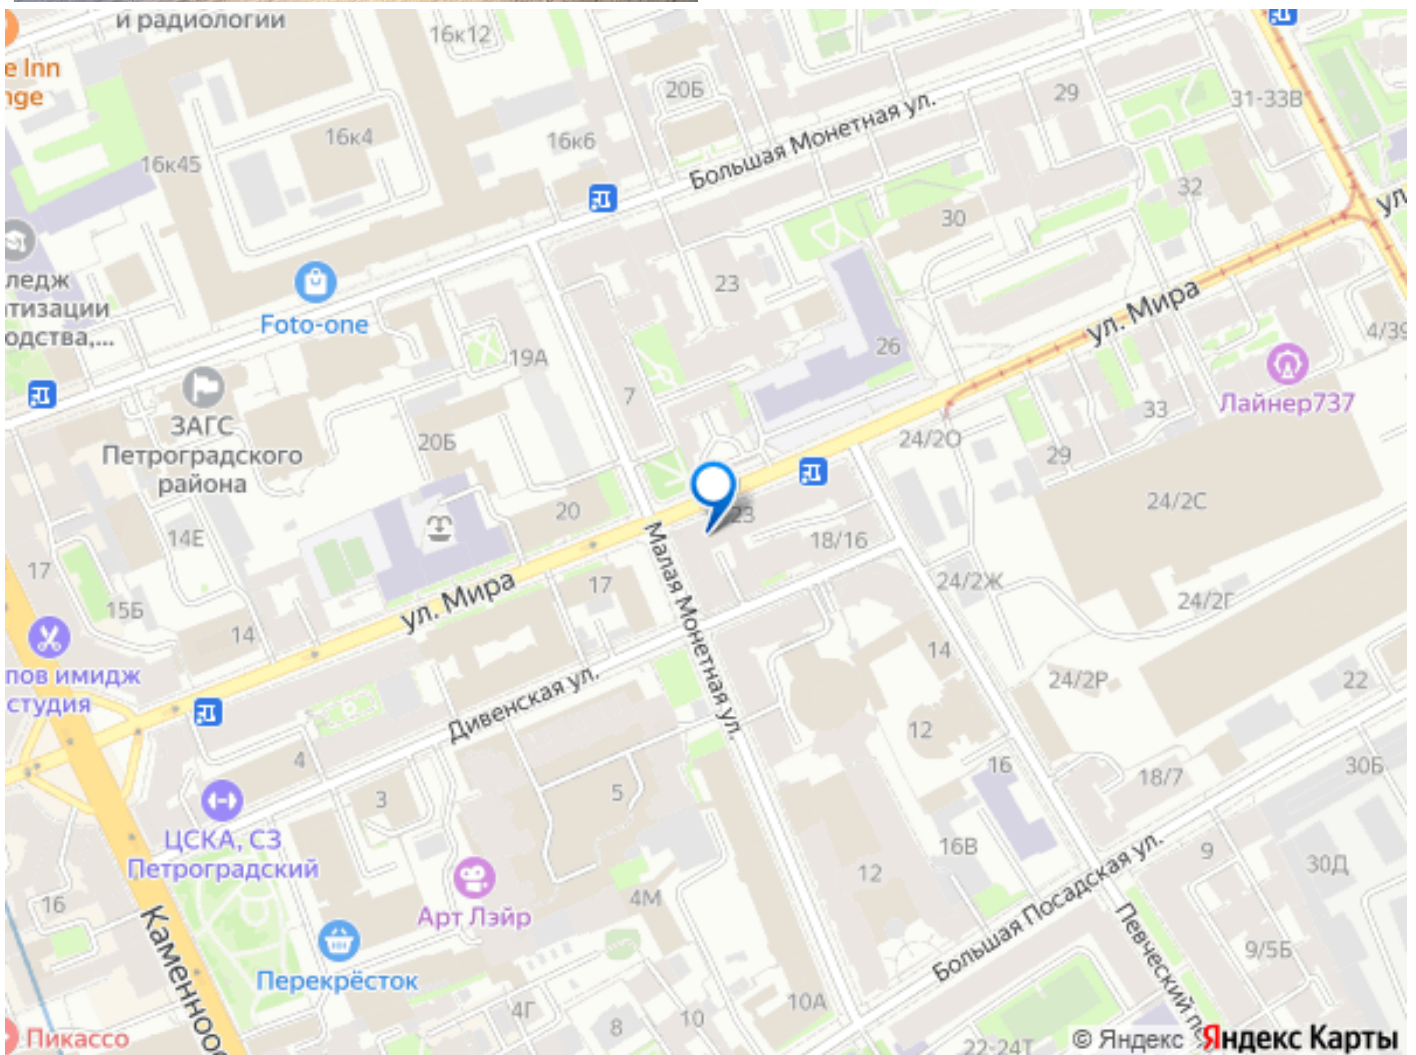 и радиологии
16к12
e Inn
nge
20Б
29
31-33В
16к4
16к6
Большая Монетная ул.
16к45
32
ул
30
ледж
тизации
одства,...
23
ул. Мира
Foto-one
4/39
19А
26
Лайнер737
7
33
ЗАГС
Петроградского
района
20Б
24/2О
29
24/2С
20
23
14Е
18/16
17
Малая Монетная ул.
17
24/2Ж
24/2Г
15Б
ул. Мира
14
14
пов имидж
студия
24/2Р
22
Дивенская ул.
12
4
16
18/7
30Б
3
5
ЦСКА, СЗ
Петроградский
16В
9
12
30Д
Большая Посадская ул.
16
4М
Арт Лэйр
Каменноос
Певческий пе
9/5Б
Перекрёсток
10А
4Г
8
10
Пикассо
22-24Т
© Яндекс Яндекс Карты